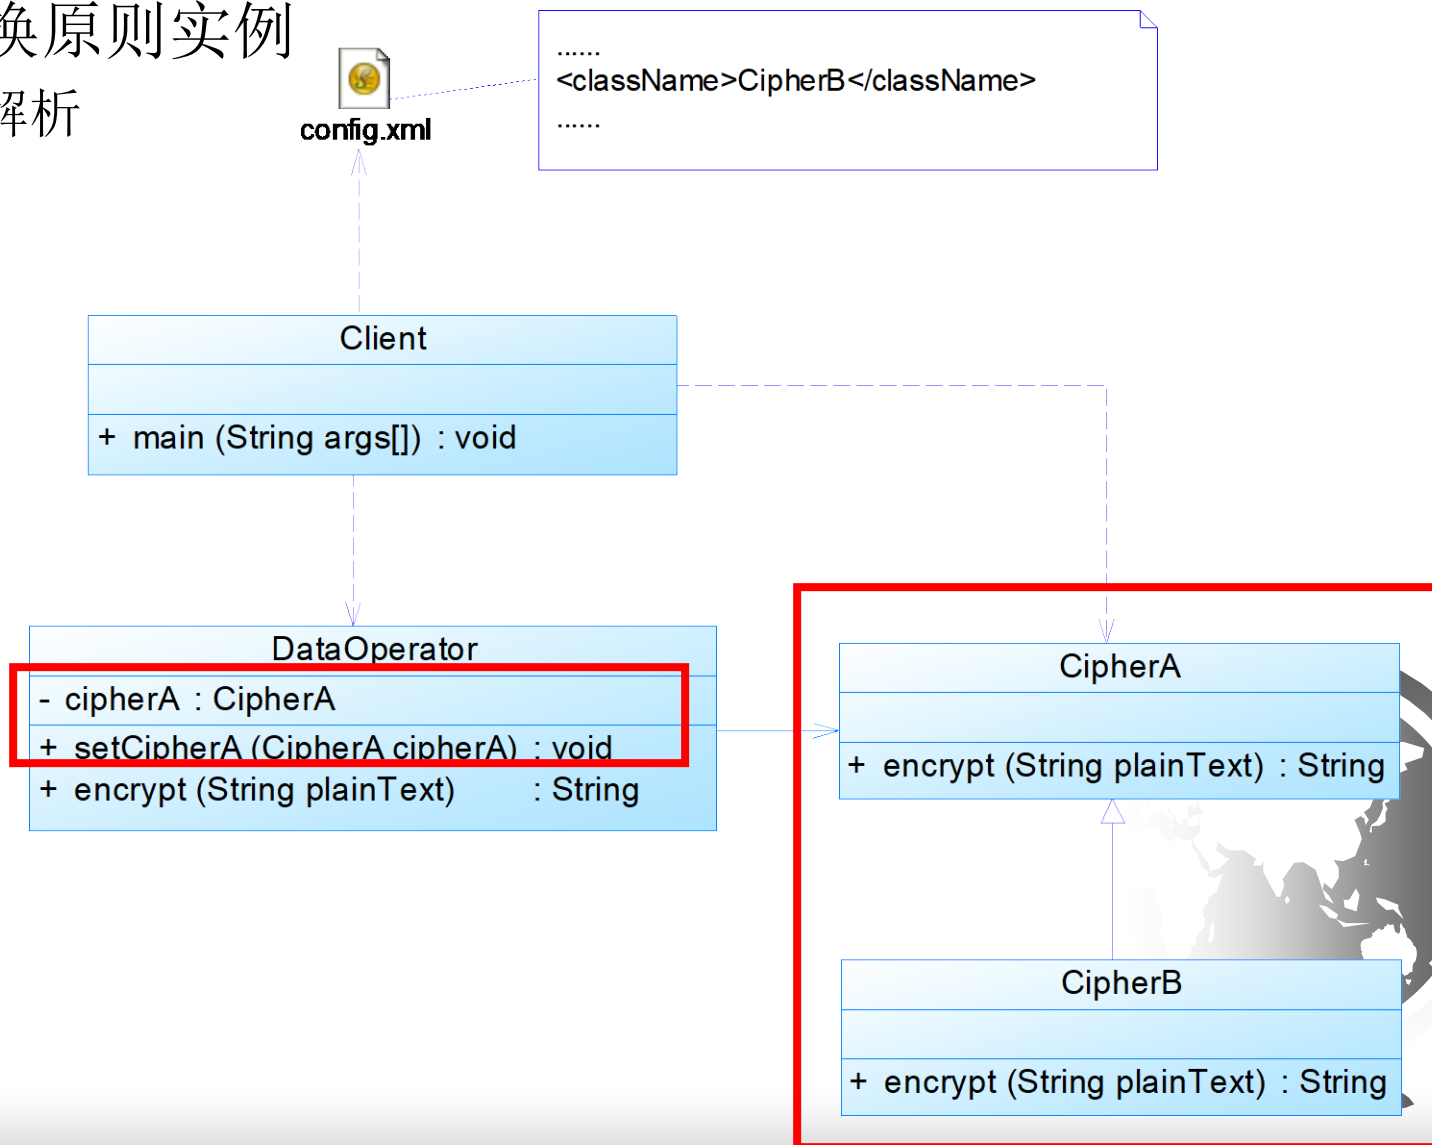 换原则实例
解析
config.xml
......
<className>CipherB</className>
......
Client
+ main (String args[]) : void
DataOperator
- cipherA : CipherA
+ setCipherA (CipherA cipherA) : void
+ encrypt (String plainText) : String
CipherA
+ encrypt (String plainText) : String
CipherB
+ encrypt (String plainText) : String